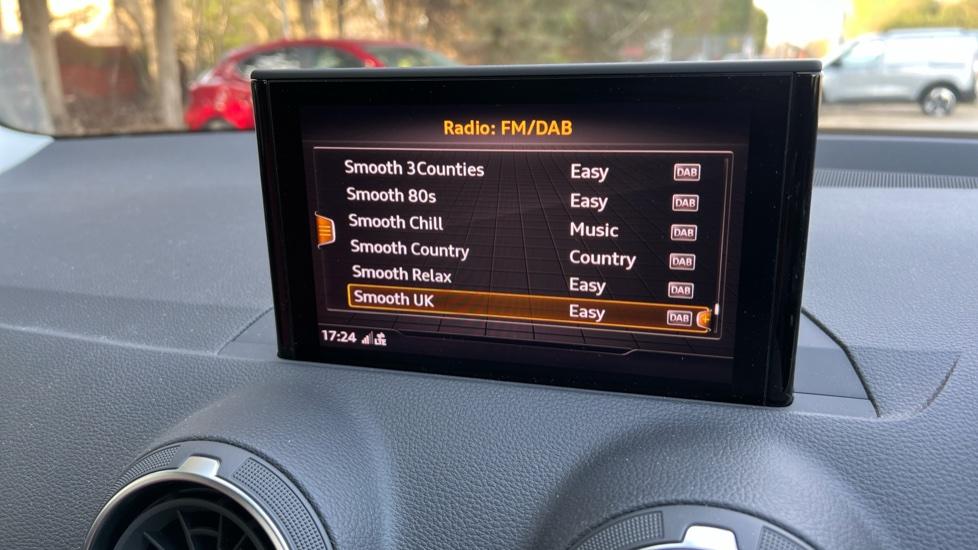 Radio: FM/DAB
Smooth 3Counties Easy DAB
Smooth 80s Easy DAB
Smooth Chill Music DAB
Smooth Country Country DAB
Smooth Relax Easy DAB
Smooth UK Easy DAB
17:24 LTE